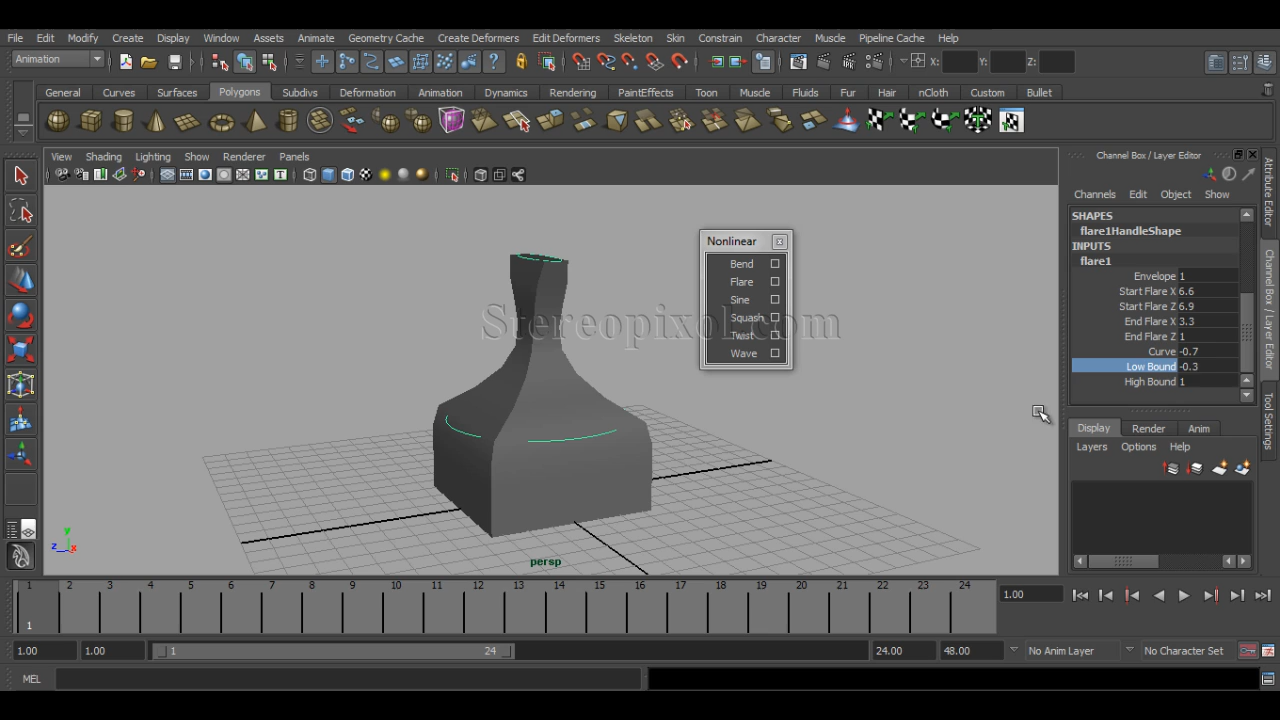 File Edit Modify Create Display Window Assets Animate Geometry Cache Create Deformers Edit Deformers Skeleton Skin Constrain Character Muscle Pipeline Cache Help
Animation X: Y: Z:
General Curves Surfaces Polygons Subdivs Deformation Animation Dynamics Rendering PaintEffects Toon Muscle Fluids Fur Hair nCloth Custom Bullet
View Shading Lighting Show Renderer Panels
Channel Box / Layer Editor
Channels Edit Object Show
SHAPES
flare1HandleShape
INPUTS
flare1
Envelope 1
Start Flare X 6.6
Start Flare Z 6.9
End Flare X 3.3
End Flare Z 1
Curve -0.7
Low Bound -0.3
High Bound 1
Display Render Anim
Layers Options Help
Attribute Editor
Channel Box / Layer Editor
Tool Settings
Nonlinear
Bend
Flare
Sine
Squash
Twist
Wave
Stereopixol.com
y
z x
persp
1 2 3 4 5 6 7 8 9 10 11 12 13 14 15 16 17 18 19 20 21 22 23 24
1
1.00
1.00 1.00 1 24 24.00 48.00 No Anim Layer No Character Set
MEL